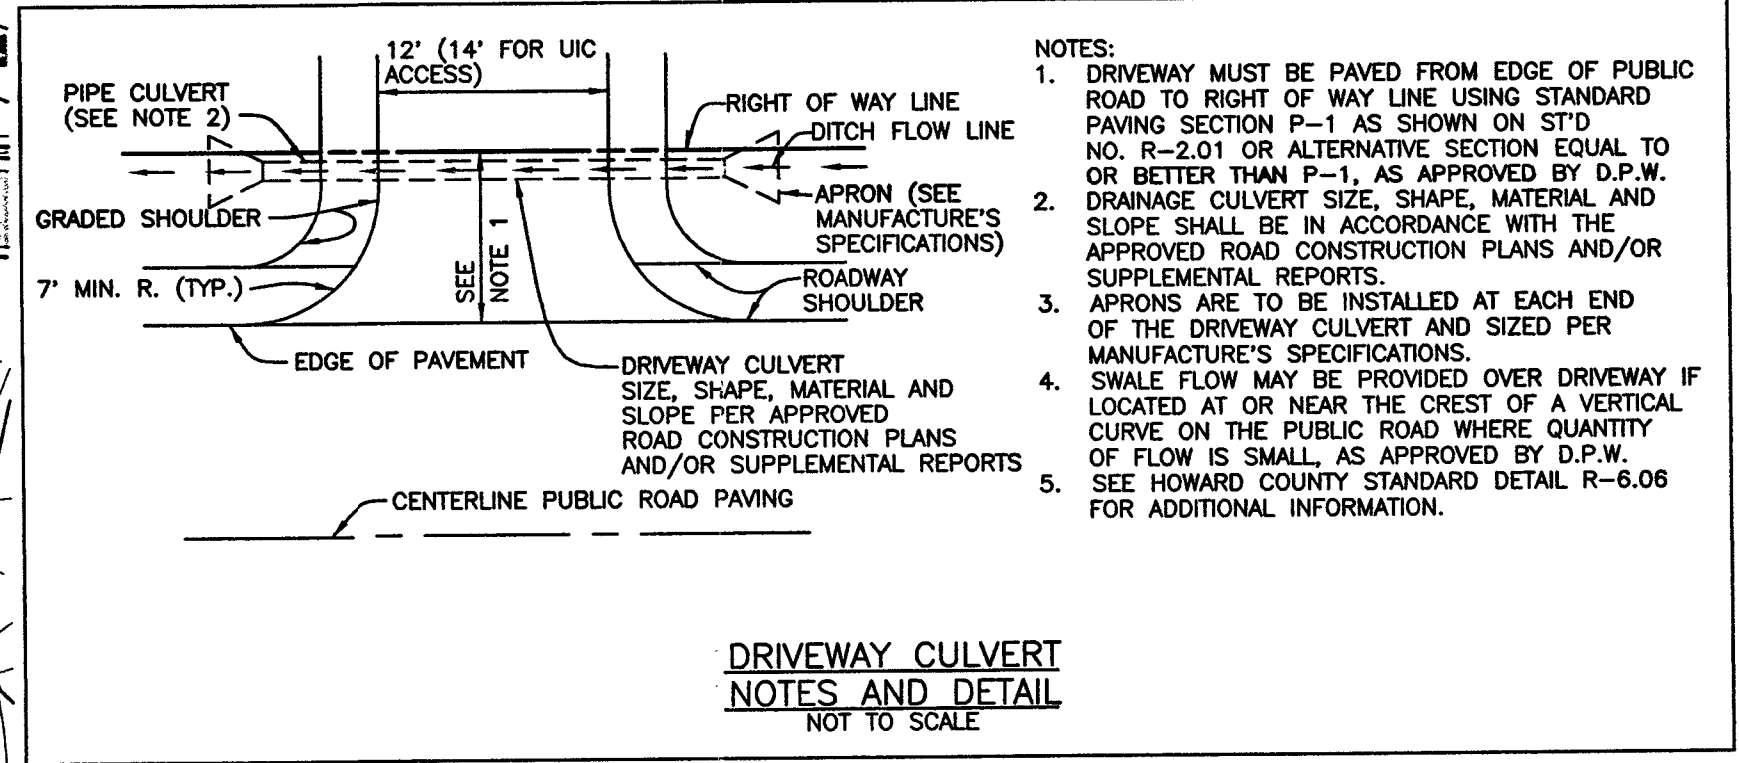 12' (14' FOR UIC
ACCESS)
PIPE CULVERT
(SEE NOTE 2)
RIGHT OF WAY LINE
DITCH FLOW LINE
APRON (SEE
MANUFACTURE'S
SPECIFICATIONS)
GRADED SHOULDER
SEE
NOTE 1
7' MIN. R. (TYP.)
ROADWAY
SHOULDER
EDGE OF PAVEMENT
DRIVEWAY CULVERT
SIZE, SHAPE, MATERIAL AND
SLOPE PER APPROVED
ROAD CONSTRUCTION PLANS
AND/OR SUPPLEMENTAL REPORTS
CENTERLINE PUBLIC ROAD PAVING
NOTES:
1. DRIVEWAY MUST BE PAVED FROM EDGE OF PUBLIC
ROAD TO RIGHT OF WAY LINE USING STANDARD
PAVING SECTION P-1 AS SHOWN ON ST'D
NO. R-2.01 OR ALTERNATIVE SECTION EQUAL TO
OR BETTER THAN P-1, AS APPROVED BY D.P.W.
2. DRAINAGE CULVERT SIZE, SHAPE, MATERIAL AND
SLOPE SHALL BE IN ACCORDANCE WITH THE
APPROVED ROAD CONSTRUCTION PLANS AND/OR
SUPPLEMENTAL REPORTS.
3. APRONS ARE TO BE INSTALLED AT EACH END
OF THE DRIVEWAY CULVERT AND SIZED PER
MANUFACTURE'S SPECIFICATIONS.
4. SWALE FLOW MAY BE PROVIDED OVER DRIVEWAY IF
LOCATED AT OR NEAR THE CREST OF A VERTICAL
CURVE ON THE PUBLIC ROAD WHERE QUANTITY
OF FLOW IS SMALL, AS APPROVED BY D.P.W.
5. SEE HOWARD COUNTY STANDARD DETAIL R-6.06
FOR ADDITIONAL INFORMATION.
DRIVEWAY CULVERT
NOTES AND DETAIL
NOT TO SCALE